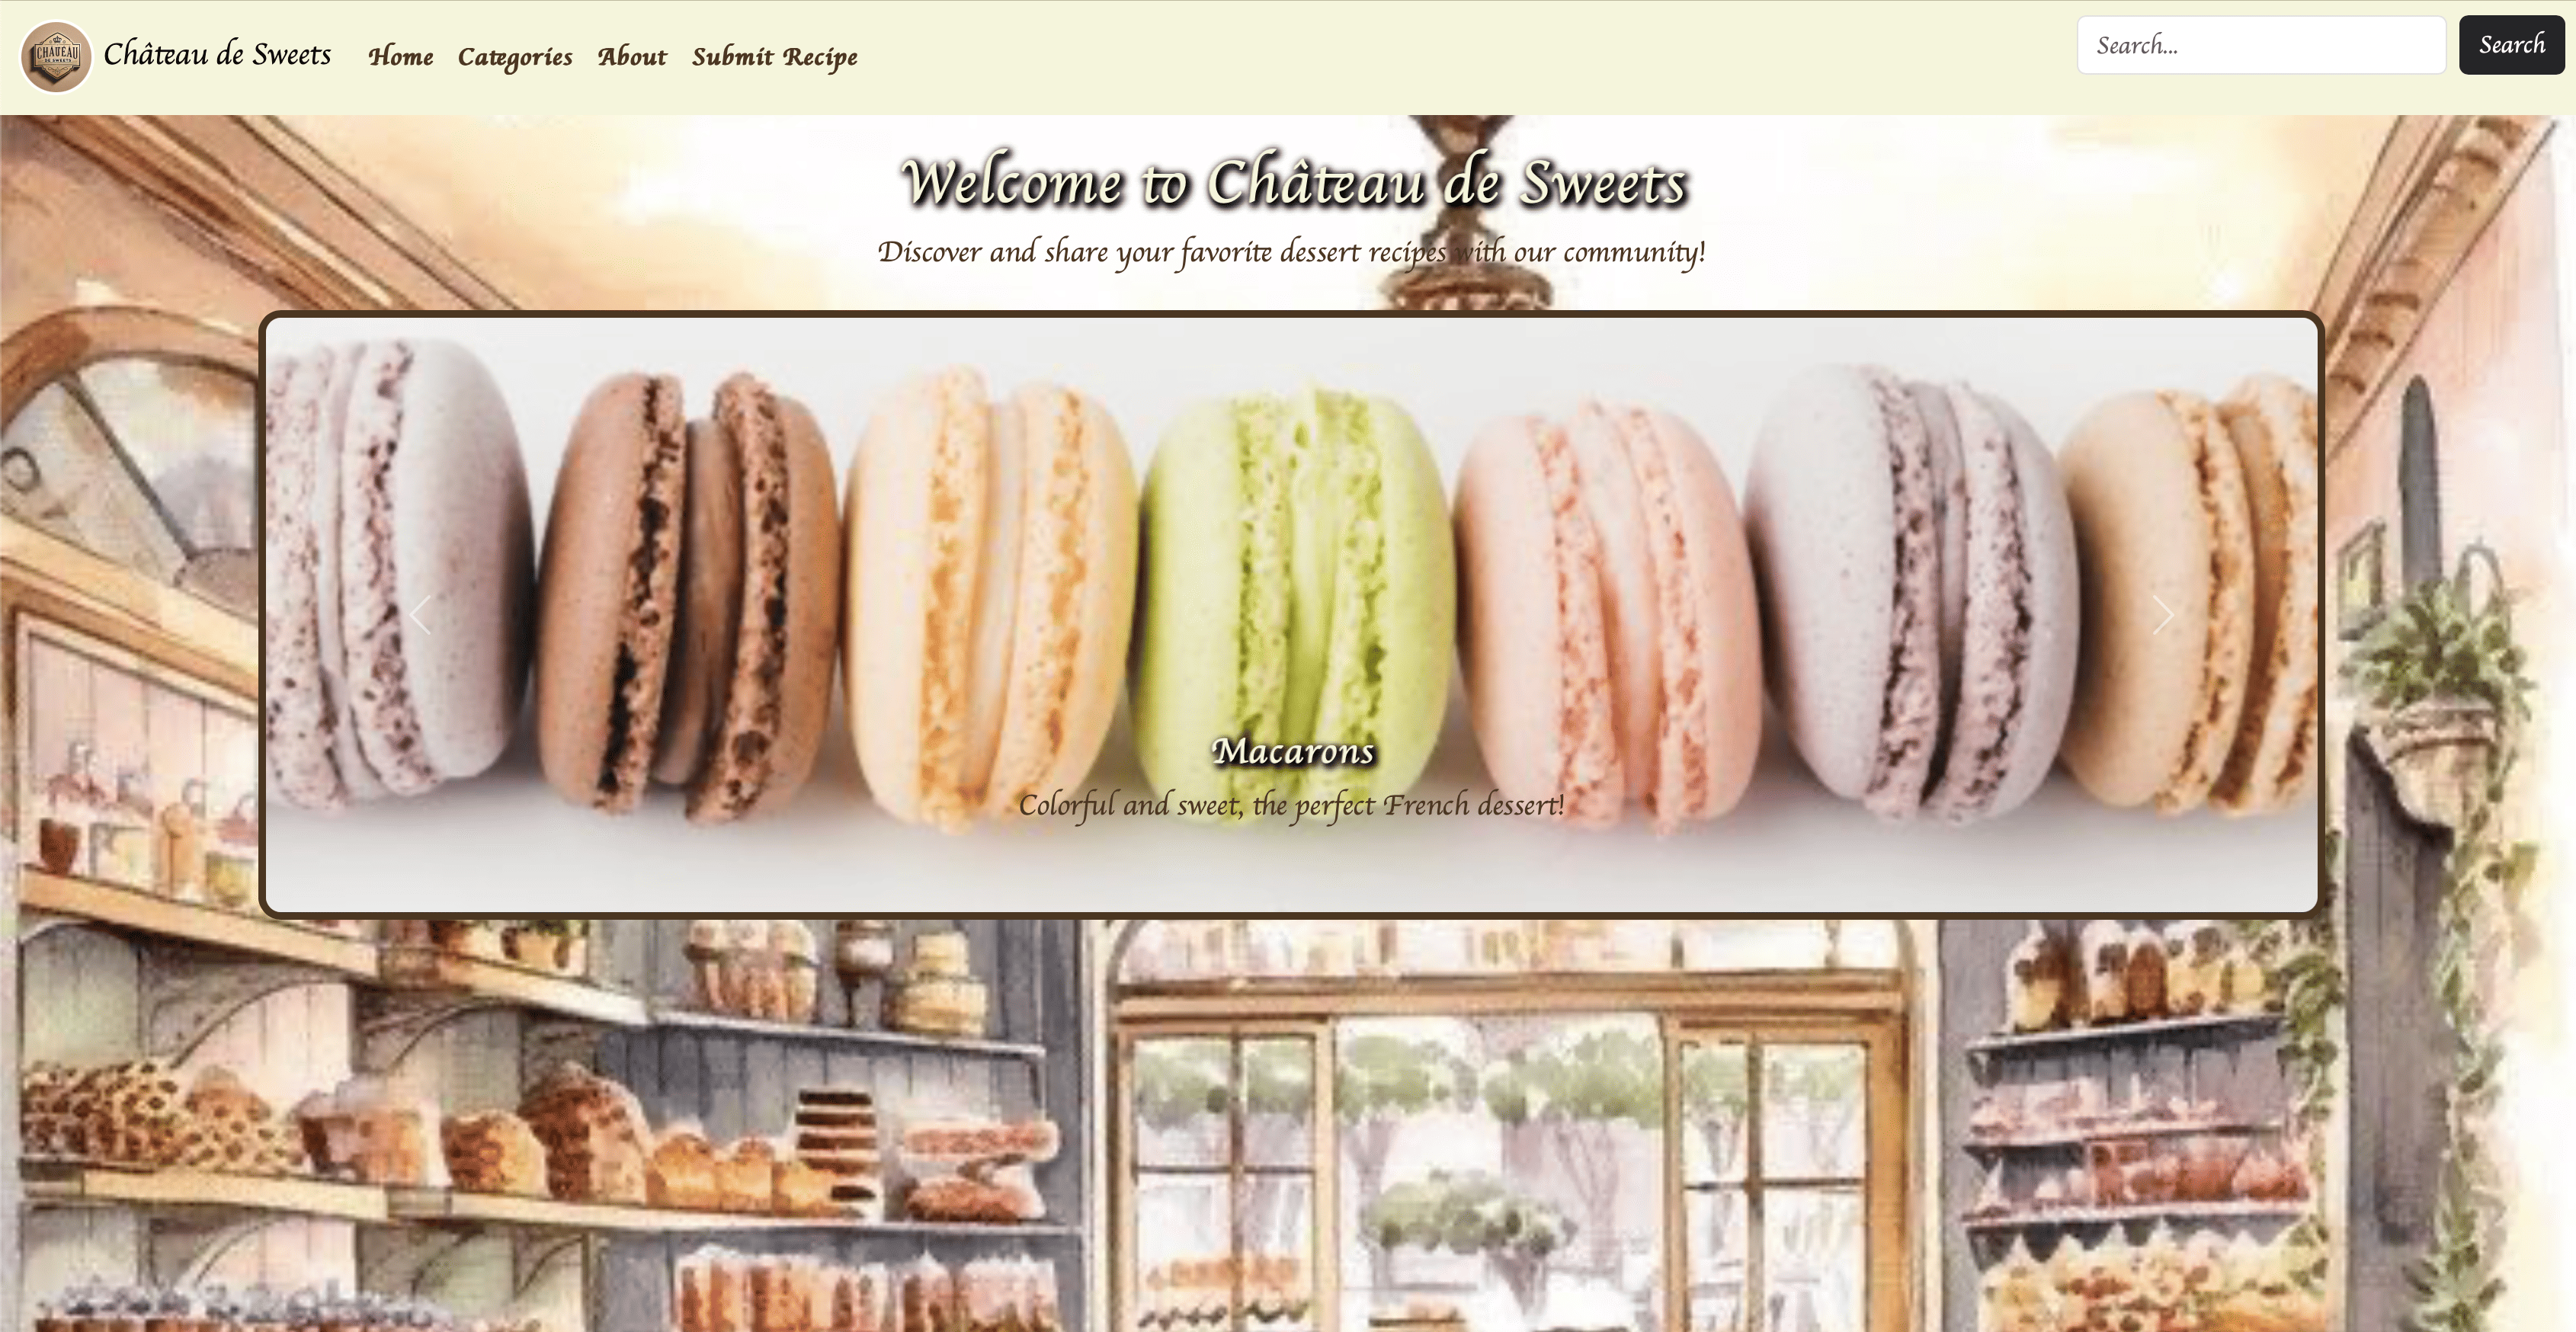 CHÂTEAU
DE SWEETS
Château de Sweets
Home
Categories
About
Submit Recipe
Search...
Search
Welcome to Château de Sweets
Discover and share your favorite dessert recipes with our community!
Macarons
Colorful and sweet, the perfect French dessert!